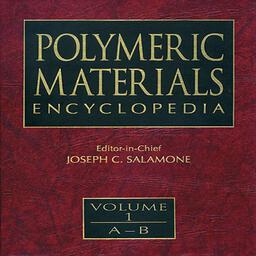 POLYMERIC
MATERIALS
ENCYCLOPEDIA
Editor-in-Chief
JOSEPH C. SALAMONE
VOLUME
1
A – B